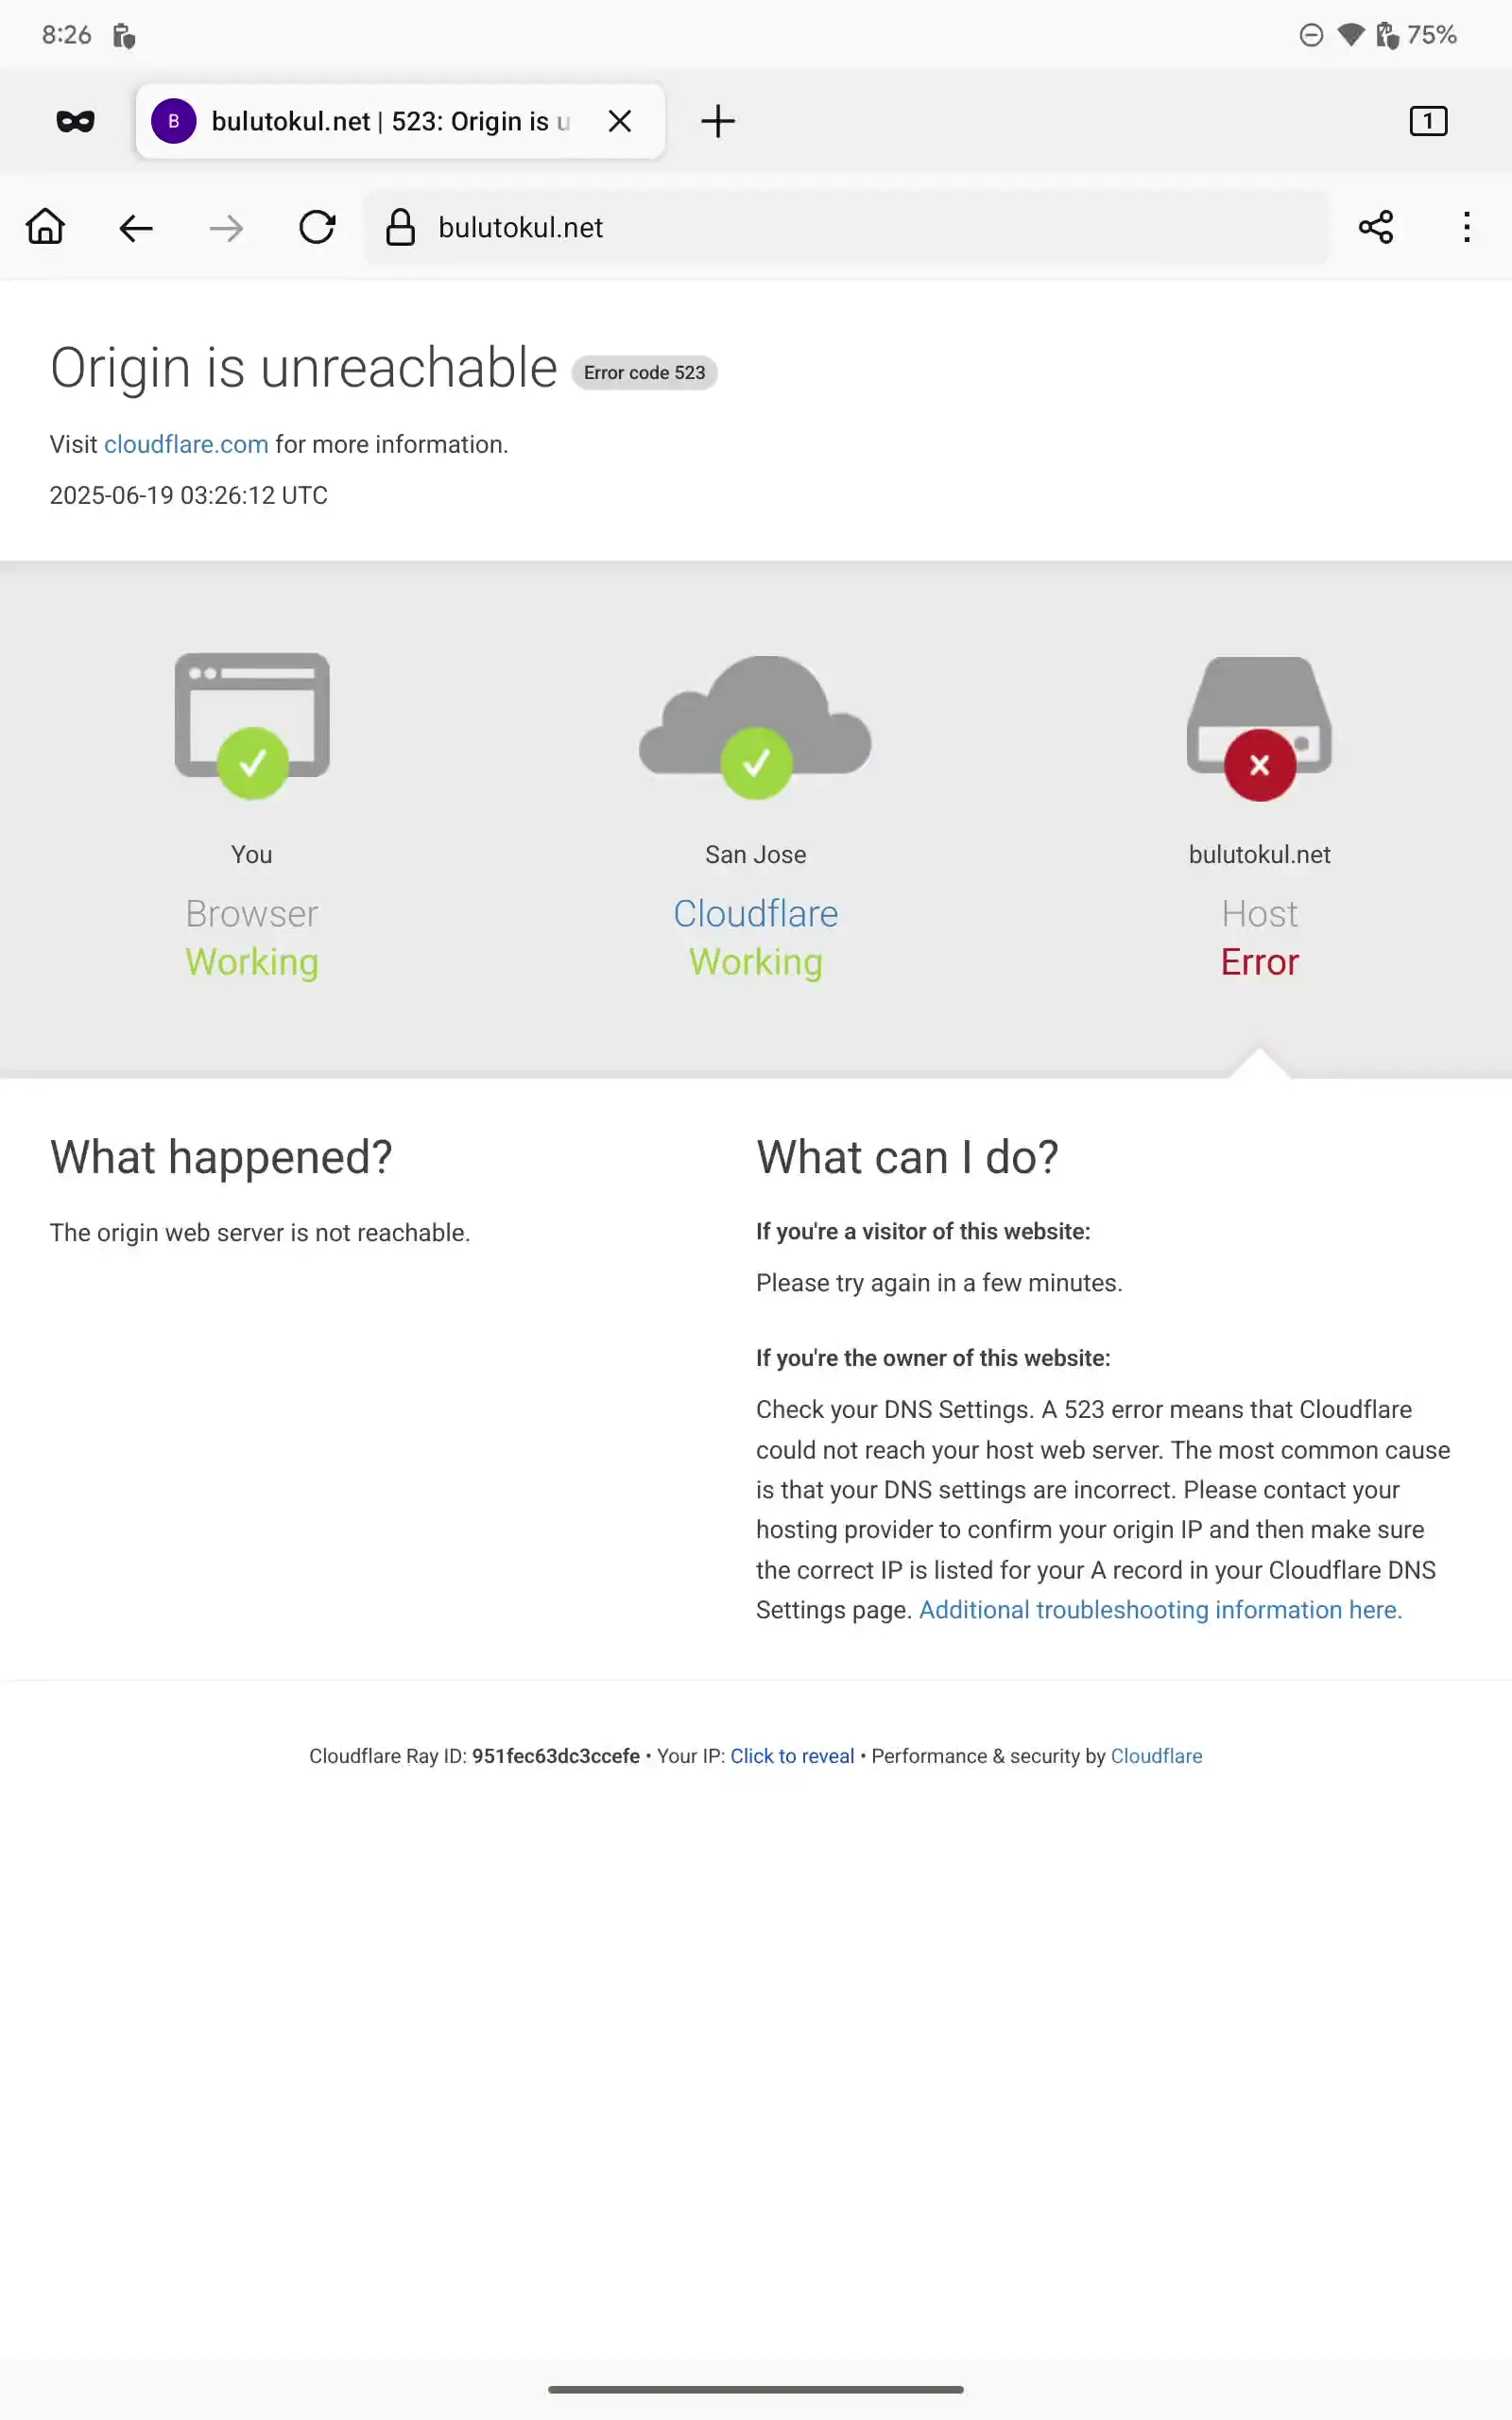 8:26
75%
B
bulutokul.net | 523: Origin is u
1
bulutokul.net
Origin is unreachable Error code 523
Visit cloudflare.com for more information.
2025-06-19 03:26:12 UTC
You
Browser
Working
San Jose
Cloudflare
Working
bulutokul.net
Host
Error
What happened?
The origin web server is not reachable.
What can I do?
If you're a visitor of this website:
Please try again in a few minutes.
If you're the owner of this website:
Check your DNS Settings. A 523 error means that Cloudflare
could not reach your host web server. The most common cause
is that your DNS settings are incorrect. Please contact your
hosting provider to confirm your origin IP and then make sure
the correct IP is listed for your A record in your Cloudflare DNS
Settings page. Additional troubleshooting information here.
Cloudflare Ray ID: 951fec63dc3ccefe • Your IP: Click to reveal • Performance & security by Cloudflare